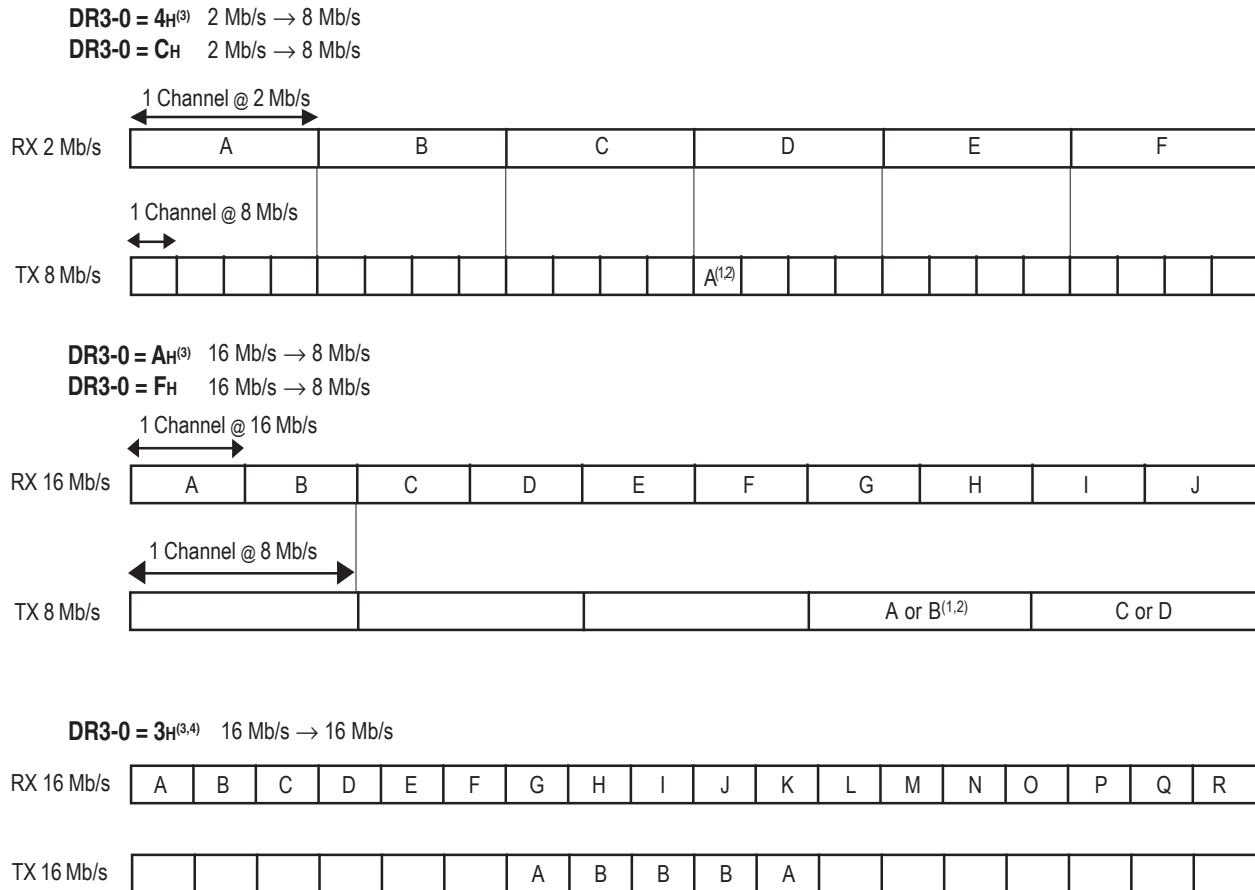 DR3-0 = 4H(3) 2 Mb/s → 8 Mb/s
DR3-0 = CH 2 Mb/s → 8 Mb/s
1 Channel @ 2 Mb/s
RX 2 Mb/s A B C D E F
1 Channel @ 8 Mb/s
TX 8 Mb/s A(1,2)
DR3-0 = AH(3) 16 Mb/s → 8 Mb/s
DR3-0 = FH 16 Mb/s → 8 Mb/s
1 Channel @ 16 Mb/s
RX 16 Mb/s A B C D E F G H I J
1 Channel @ 8 Mb/s
TX 8 Mb/s A or B(1,2) C or D
DR3-0 = 3H(3,4) 16 Mb/s → 16 Mb/s
RX 16 Mb/s A B C D E F G H I J K L M N O P Q R
TX 16 Mb/s A B B B A